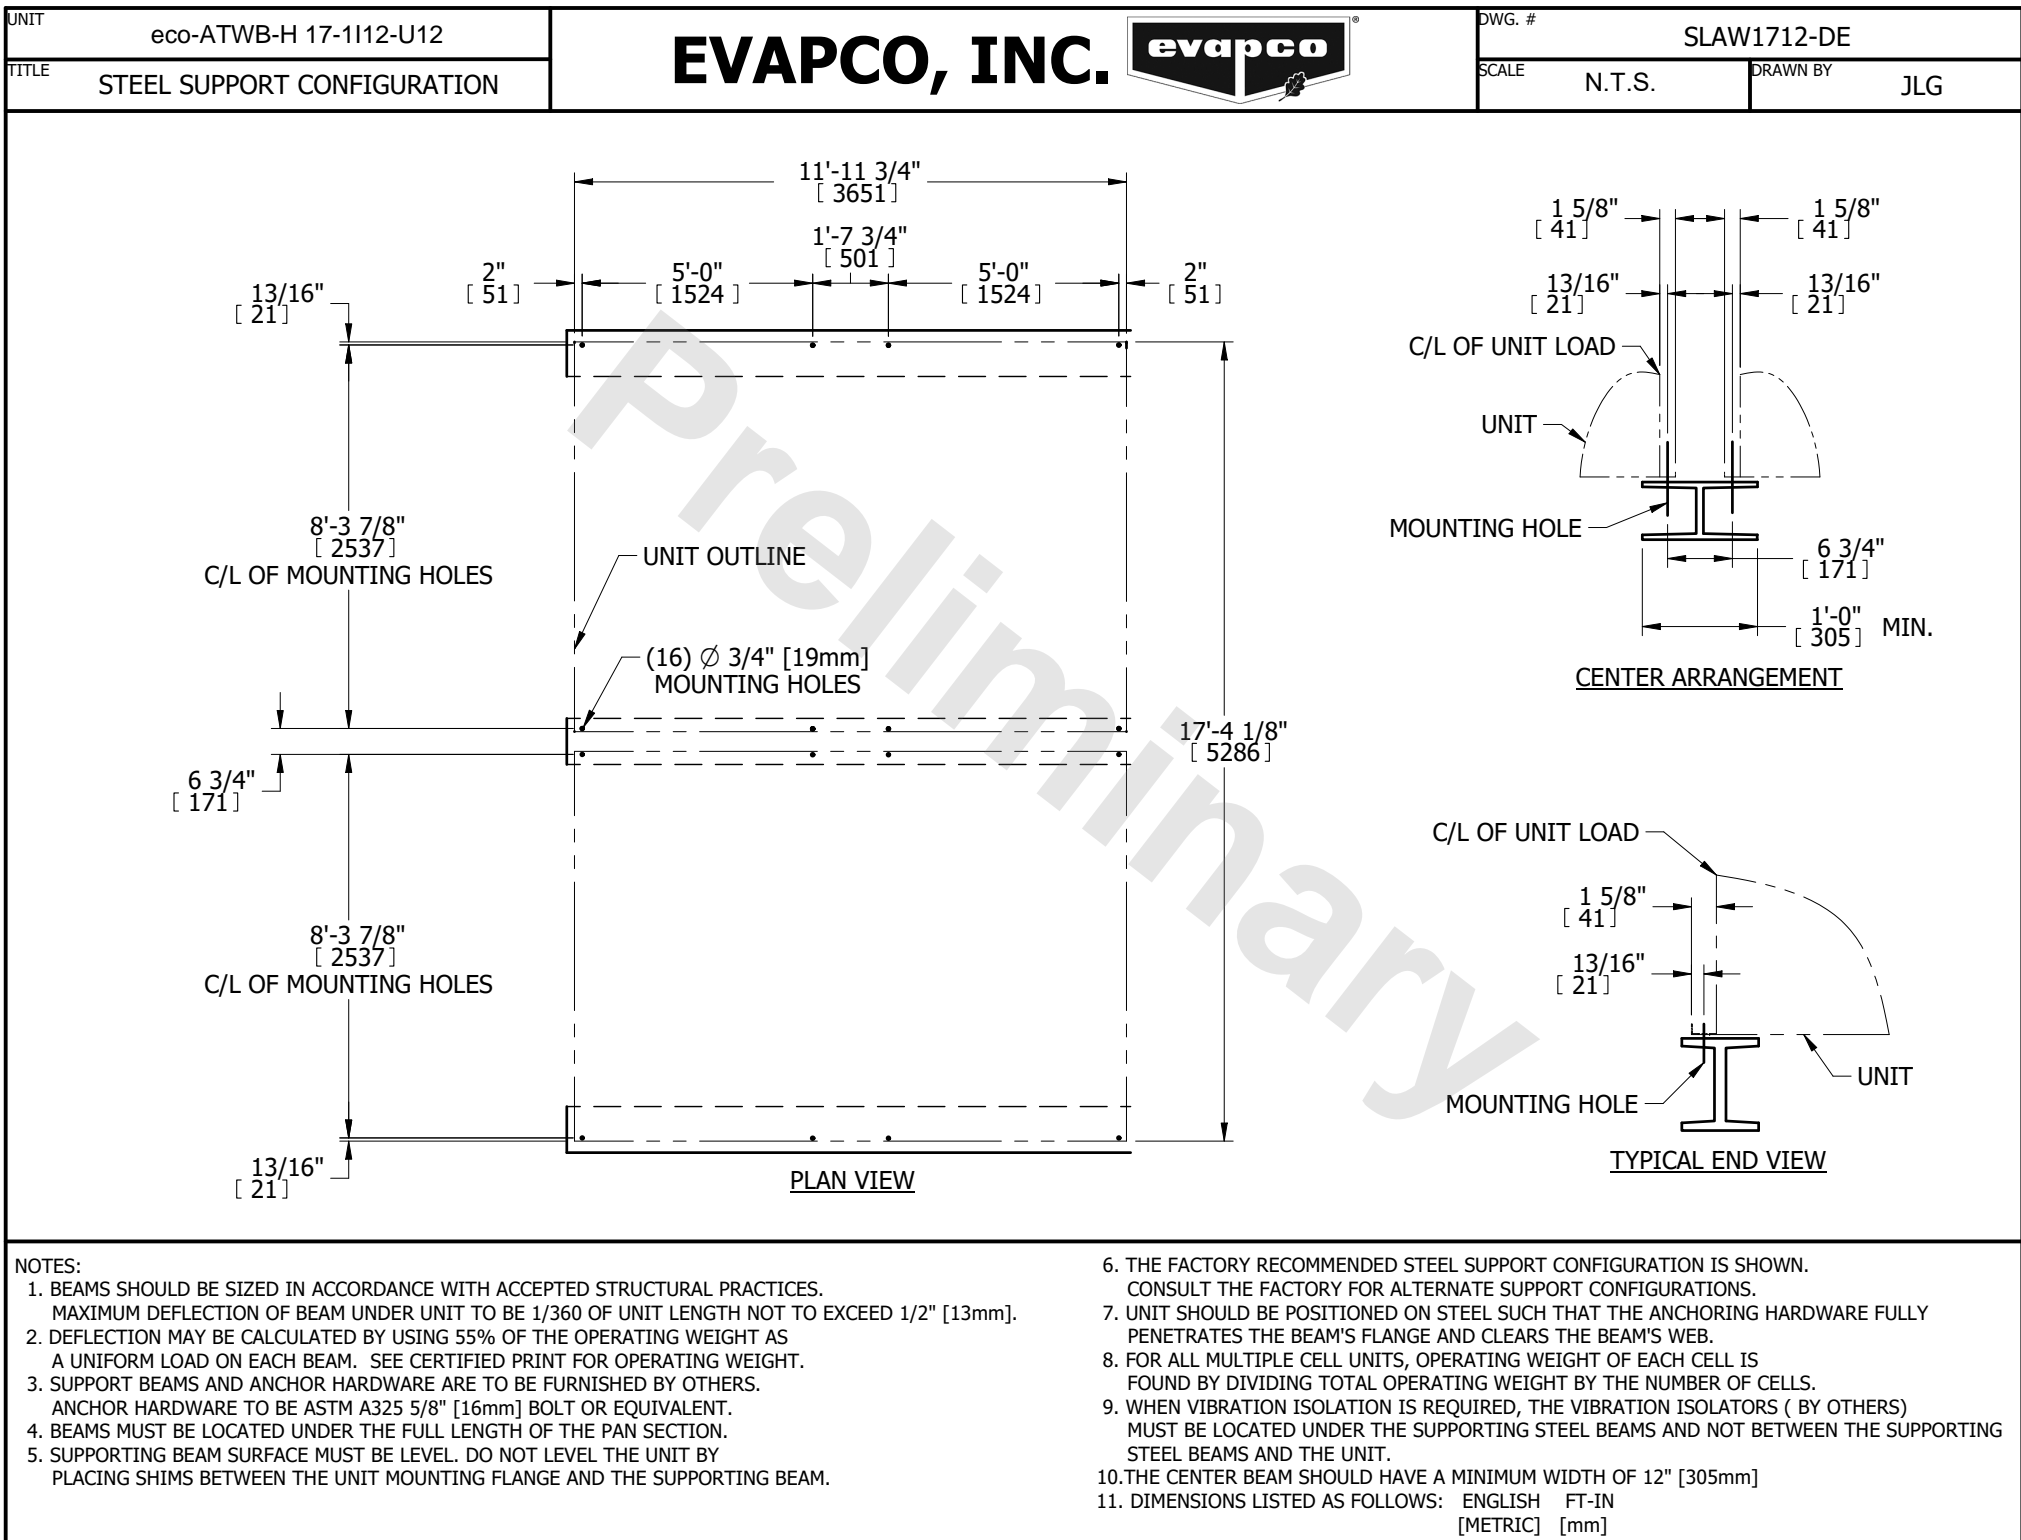 UNIT
eco-ATWB-H 17-1I12-U12
TITLE
STEEL SUPPORT CONFIGURATION
EVAPCO, INC.
evapco
®
DWG. #
SLAW1712-DE
SCALE
N.T.S.
DRAWN BY
JLG
11'-11 3/4"
[ 3651 ]
1'-7 3/4"
[ 501 ]
2"
[ 51 ]
5'-0"
[ 1524 ]
5'-0"
[ 1524 ]
2"
[ 51 ]
13/16"
[ 21 ]
8'-3 7/8"
[ 2537 ]
C/L OF MOUNTING HOLES
UNIT OUTLINE
(16) ∅ 3/4" [19mm]
MOUNTING HOLES
6 3/4"
[ 171 ]
17'-4 1/8"
[ 5286 ]
8'-3 7/8"
[ 2537 ]
C/L OF MOUNTING HOLES
13/16"
[ 21 ]
PLAN VIEW
Preliminary
1 5/8"
[ 41 ]
1 5/8"
[ 41 ]
13/16"
[ 21 ]
13/16"
[ 21 ]
C/L OF UNIT LOAD
UNIT
MOUNTING HOLE
6 3/4"
[ 171 ]
1'-0"
[ 305 ]
MIN.
CENTER ARRANGEMENT
C/L OF UNIT LOAD
1 5/8"
[ 41 ]
13/16"
[ 21 ]
UNIT
MOUNTING HOLE
TYPICAL END VIEW
NOTES:
1. BEAMS SHOULD BE SIZED IN ACCORDANCE WITH ACCEPTED STRUCTURAL PRACTICES.
MAXIMUM DEFLECTION OF BEAM UNDER UNIT TO BE 1/360 OF UNIT LENGTH NOT TO EXCEED 1/2" [13mm].
2. DEFLECTION MAY BE CALCULATED BY USING 55% OF THE OPERATING WEIGHT AS
A UNIFORM LOAD ON EACH BEAM. SEE CERTIFIED PRINT FOR OPERATING WEIGHT.
3. SUPPORT BEAMS AND ANCHOR HARDWARE ARE TO BE FURNISHED BY OTHERS.
ANCHOR HARDWARE TO BE ASTM A325 5/8" [16mm] BOLT OR EQUIVALENT.
4. BEAMS MUST BE LOCATED UNDER THE FULL LENGTH OF THE PAN SECTION.
5. SUPPORTING BEAM SURFACE MUST BE LEVEL. DO NOT LEVEL THE UNIT BY
PLACING SHIMS BETWEEN THE UNIT MOUNTING FLANGE AND THE SUPPORTING BEAM.
6. THE FACTORY RECOMMENDED STEEL SUPPORT CONFIGURATION IS SHOWN.
CONSULT THE FACTORY FOR ALTERNATE SUPPORT CONFIGURATIONS.
7. UNIT SHOULD BE POSITIONED ON STEEL SUCH THAT THE ANCHORING HARDWARE FULLY
PENETRATES THE BEAM'S FLANGE AND CLEARS THE BEAM'S WEB.
8. FOR ALL MULTIPLE CELL UNITS, OPERATING WEIGHT OF EACH CELL IS
FOUND BY DIVIDING TOTAL OPERATING WEIGHT BY THE NUMBER OF CELLS.
9. WHEN VIBRATION ISOLATION IS REQUIRED, THE VIBRATION ISOLATORS ( BY OTHERS)
MUST BE LOCATED UNDER THE SUPPORTING STEEL BEAMS AND NOT BETWEEN THE SUPPORTING
STEEL BEAMS AND THE UNIT.
10.THE CENTER BEAM SHOULD HAVE A MINIMUM WIDTH OF 12" [305mm]
11. DIMENSIONS LISTED AS FOLLOWS: ENGLISH FT-IN
[METRIC] [mm]